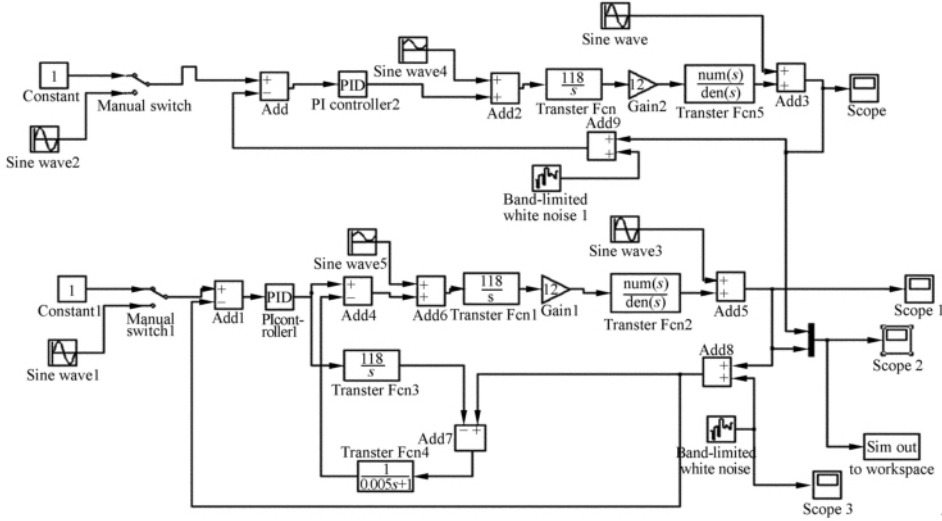 Sine wave
1
Constant
Manual switch
Sine wave2
+
−
Add
PID
PI controller2
Sine wave4
+
+
Add2
118
s
Transter Fcn
12
Gain2
num(s)
den(s)
Transter Fcn5
+
+
Add3
Scope
Add9
+
+
Band-limited
white noise 1
1
Constant1
Manual
switch1
Sine wave1
+
−
Add1
PID
PIcont-
roller1
Sine wave5
+
−
Add4
+
+
Add6
118
s
Transter Fcn1
12
Gain1
Sine wave3
num(s)
den(s)
Transter Fcn2
+
+
Add5
Scope 1
Scope 2
118
s
Transter Fcn3
Add8
+
+
− +
Add7
Transter Fcn4
1
0.005s+1
Band-limited
white noise
Sim out
to workspace
Scope 3